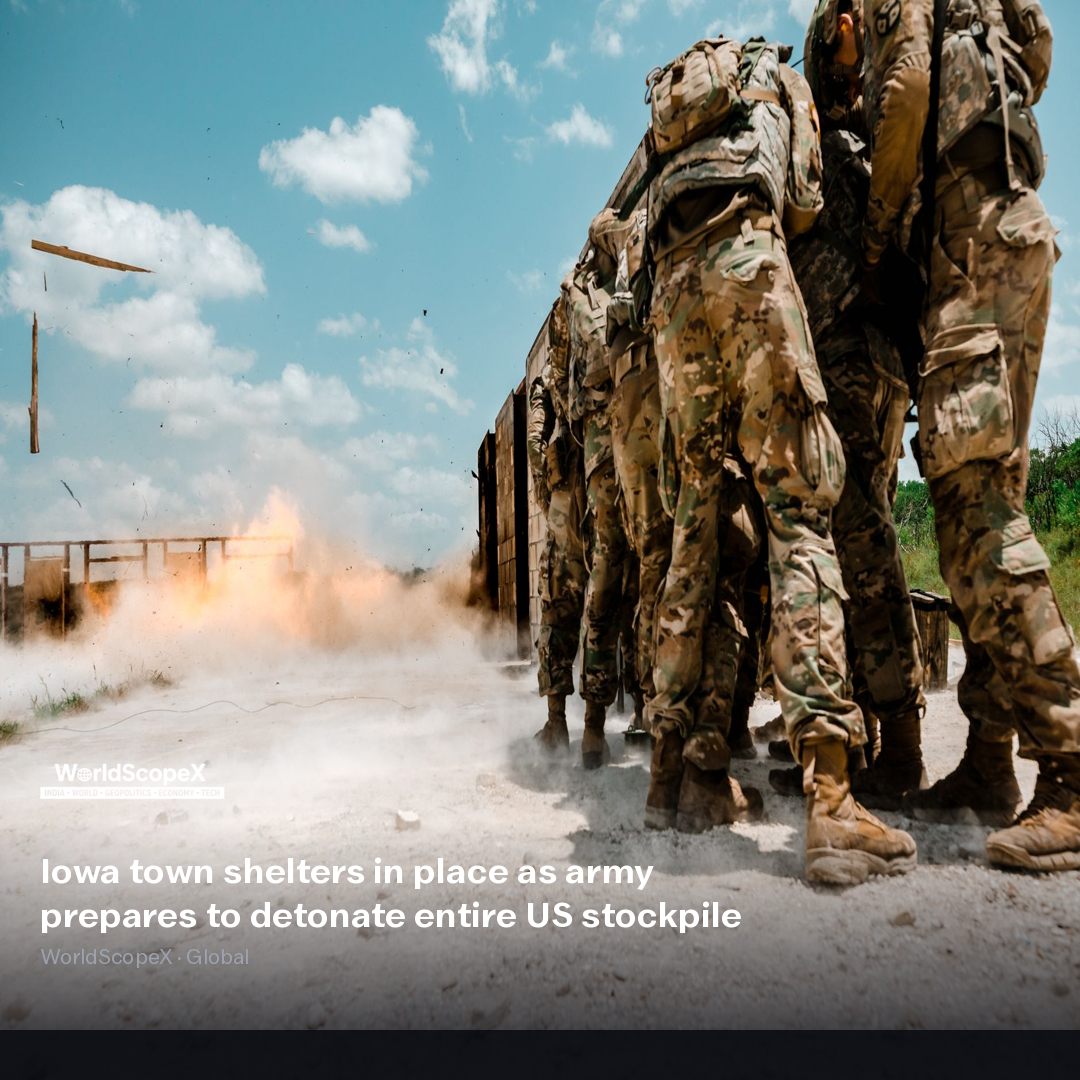 WorldScopeX
INDIA • WORLD • GEOPOLITICS • ECONOMY • TECH
Iowa town shelters in place as army
prepares to detonate entire US stockpile
WorldScopeX · Global